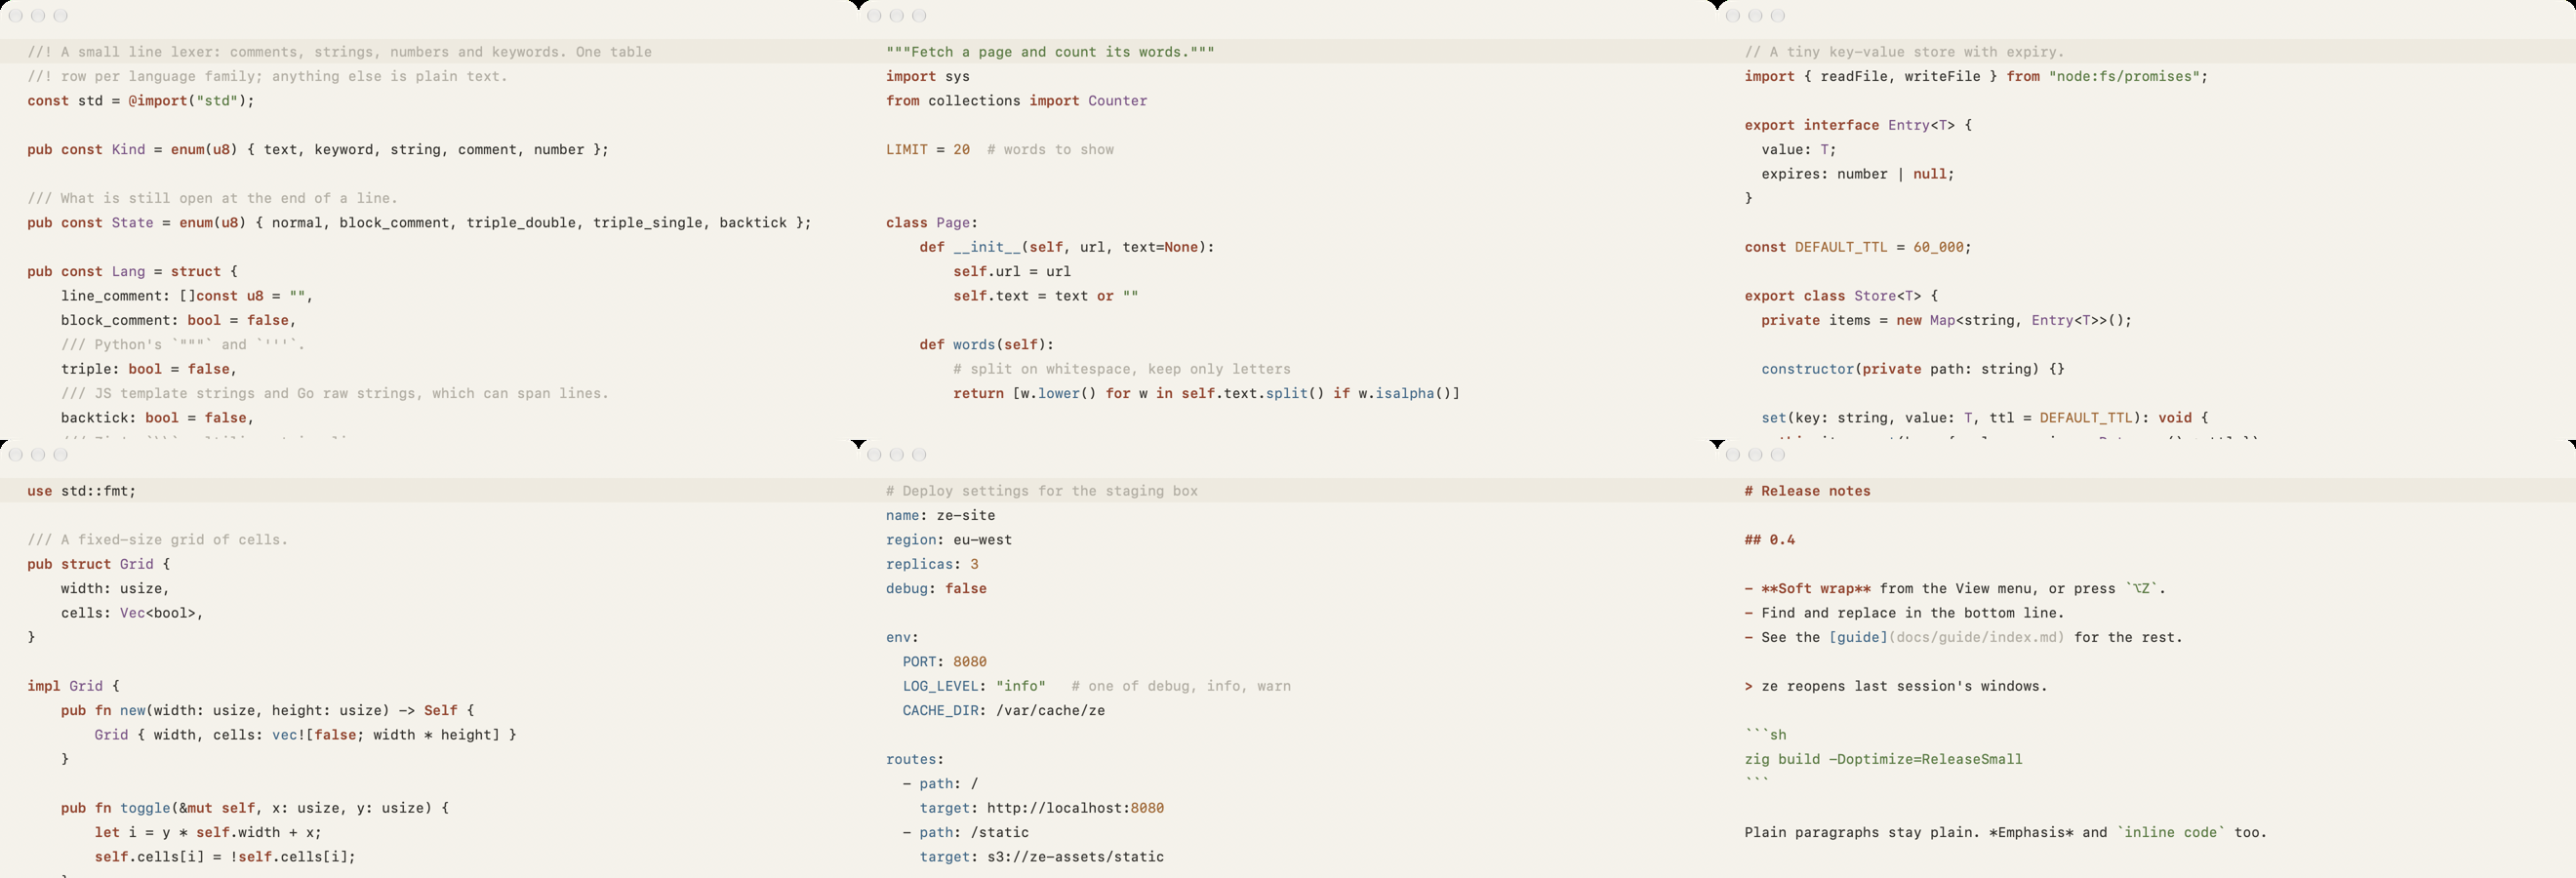 //! A small line lexer: comments, strings, numbers and keywords. One table
//! row per language family; anything else is plain text.
const std = @import("std");

pub const Kind = enum(u8) { text, keyword, string, comment, number };

/// What is still open at the end of a line.
pub const State = enum(u8) { normal, block_comment, triple_double, triple_single, backtick };

pub const Lang = struct {
    line_comment: []const u8 = "",
    block_comment: bool = false,
    /// Python's `"""` and `'''`.
    triple: bool = false,
    /// JS template strings and Go raw strings, which can span lines.
    backtick: bool = false,

"""Fetch a page and count its words."""
import sys
from collections import Counter

LIMIT = 20  # words to show

class Page:
    def __init__(self, url, text=None):
        self.url = url
        self.text = text or ""

    def words(self):
        # split on whitespace, keep only letters
        return [w.lower() for w in self.text.split() if w.isalpha()]

// A tiny key-value store with expiry.
import { readFile, writeFile } from "node:fs/promises";

export interface Entry<T> {
  value: T;
  expires: number | null;
}

const DEFAULT_TTL = 60_000;

export class Store<T> {
  private items = new Map<string, Entry<T>>();

  constructor(private path: string) {}

  set(key: string, value: T, ttl = DEFAULT_TTL): void {

use std::fmt;

/// A fixed-size grid of cells.
pub struct Grid {
    width: usize,
    cells: Vec<bool>,
}

impl Grid {
    pub fn new(width: usize, height: usize) -> Self {
        Grid { width, cells: vec![false; width * height] }
    }

    pub fn toggle(&mut self, x: usize, y: usize) {
        let i = y * self.width + x;
        self.cells[i] = !self.cells[i];

# Deploy settings for the staging box
name: ze-site
region: eu-west
replicas: 3
debug: false

env:
  PORT: 8080
  LOG_LEVEL: "info"   # one of debug, info, warn
  CACHE_DIR: /var/cache/ze

routes:
  - path: /
    target: http://localhost:8080
  - path: /static
    target: s3://ze-assets/static

# Release notes

## 0.4

- **Soft wrap** from the View menu, or press `⌥Z`.
- Find and replace in the bottom line.
- See the [guide](docs/guide/index.md) for the rest.

> ze reopens last session's windows.

```sh
zig build -Doptimize=ReleaseSmall
```

Plain paragraphs stay plain. *Emphasis* and `inline code` too.